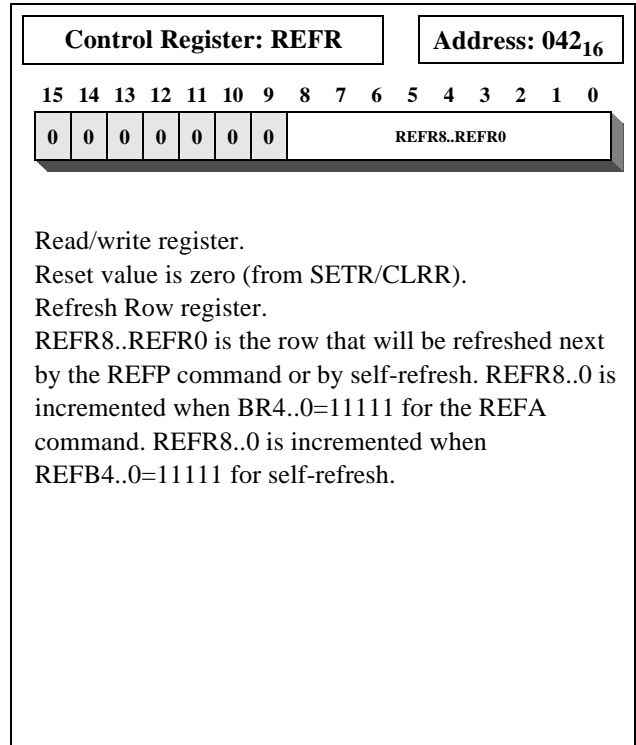 Control Register: REFR Address: 042₁₆
15 14 13 12 11 10 9 8 7 6 5 4 3 2 1 0
0 0 0 0 0 0 0 REFR8..REFR0
Read/write register.
Reset value is zero (from SETR/CLRR).
Refresh Row register.
REFR8..REFR0 is the row that will be refreshed next
by the REFP command or by self-refresh. REFR8..0 is
incremented when BR4..0=11111 for the REFA
command. REFR8..0 is incremented when
REFB4..0=11111 for self-refresh.